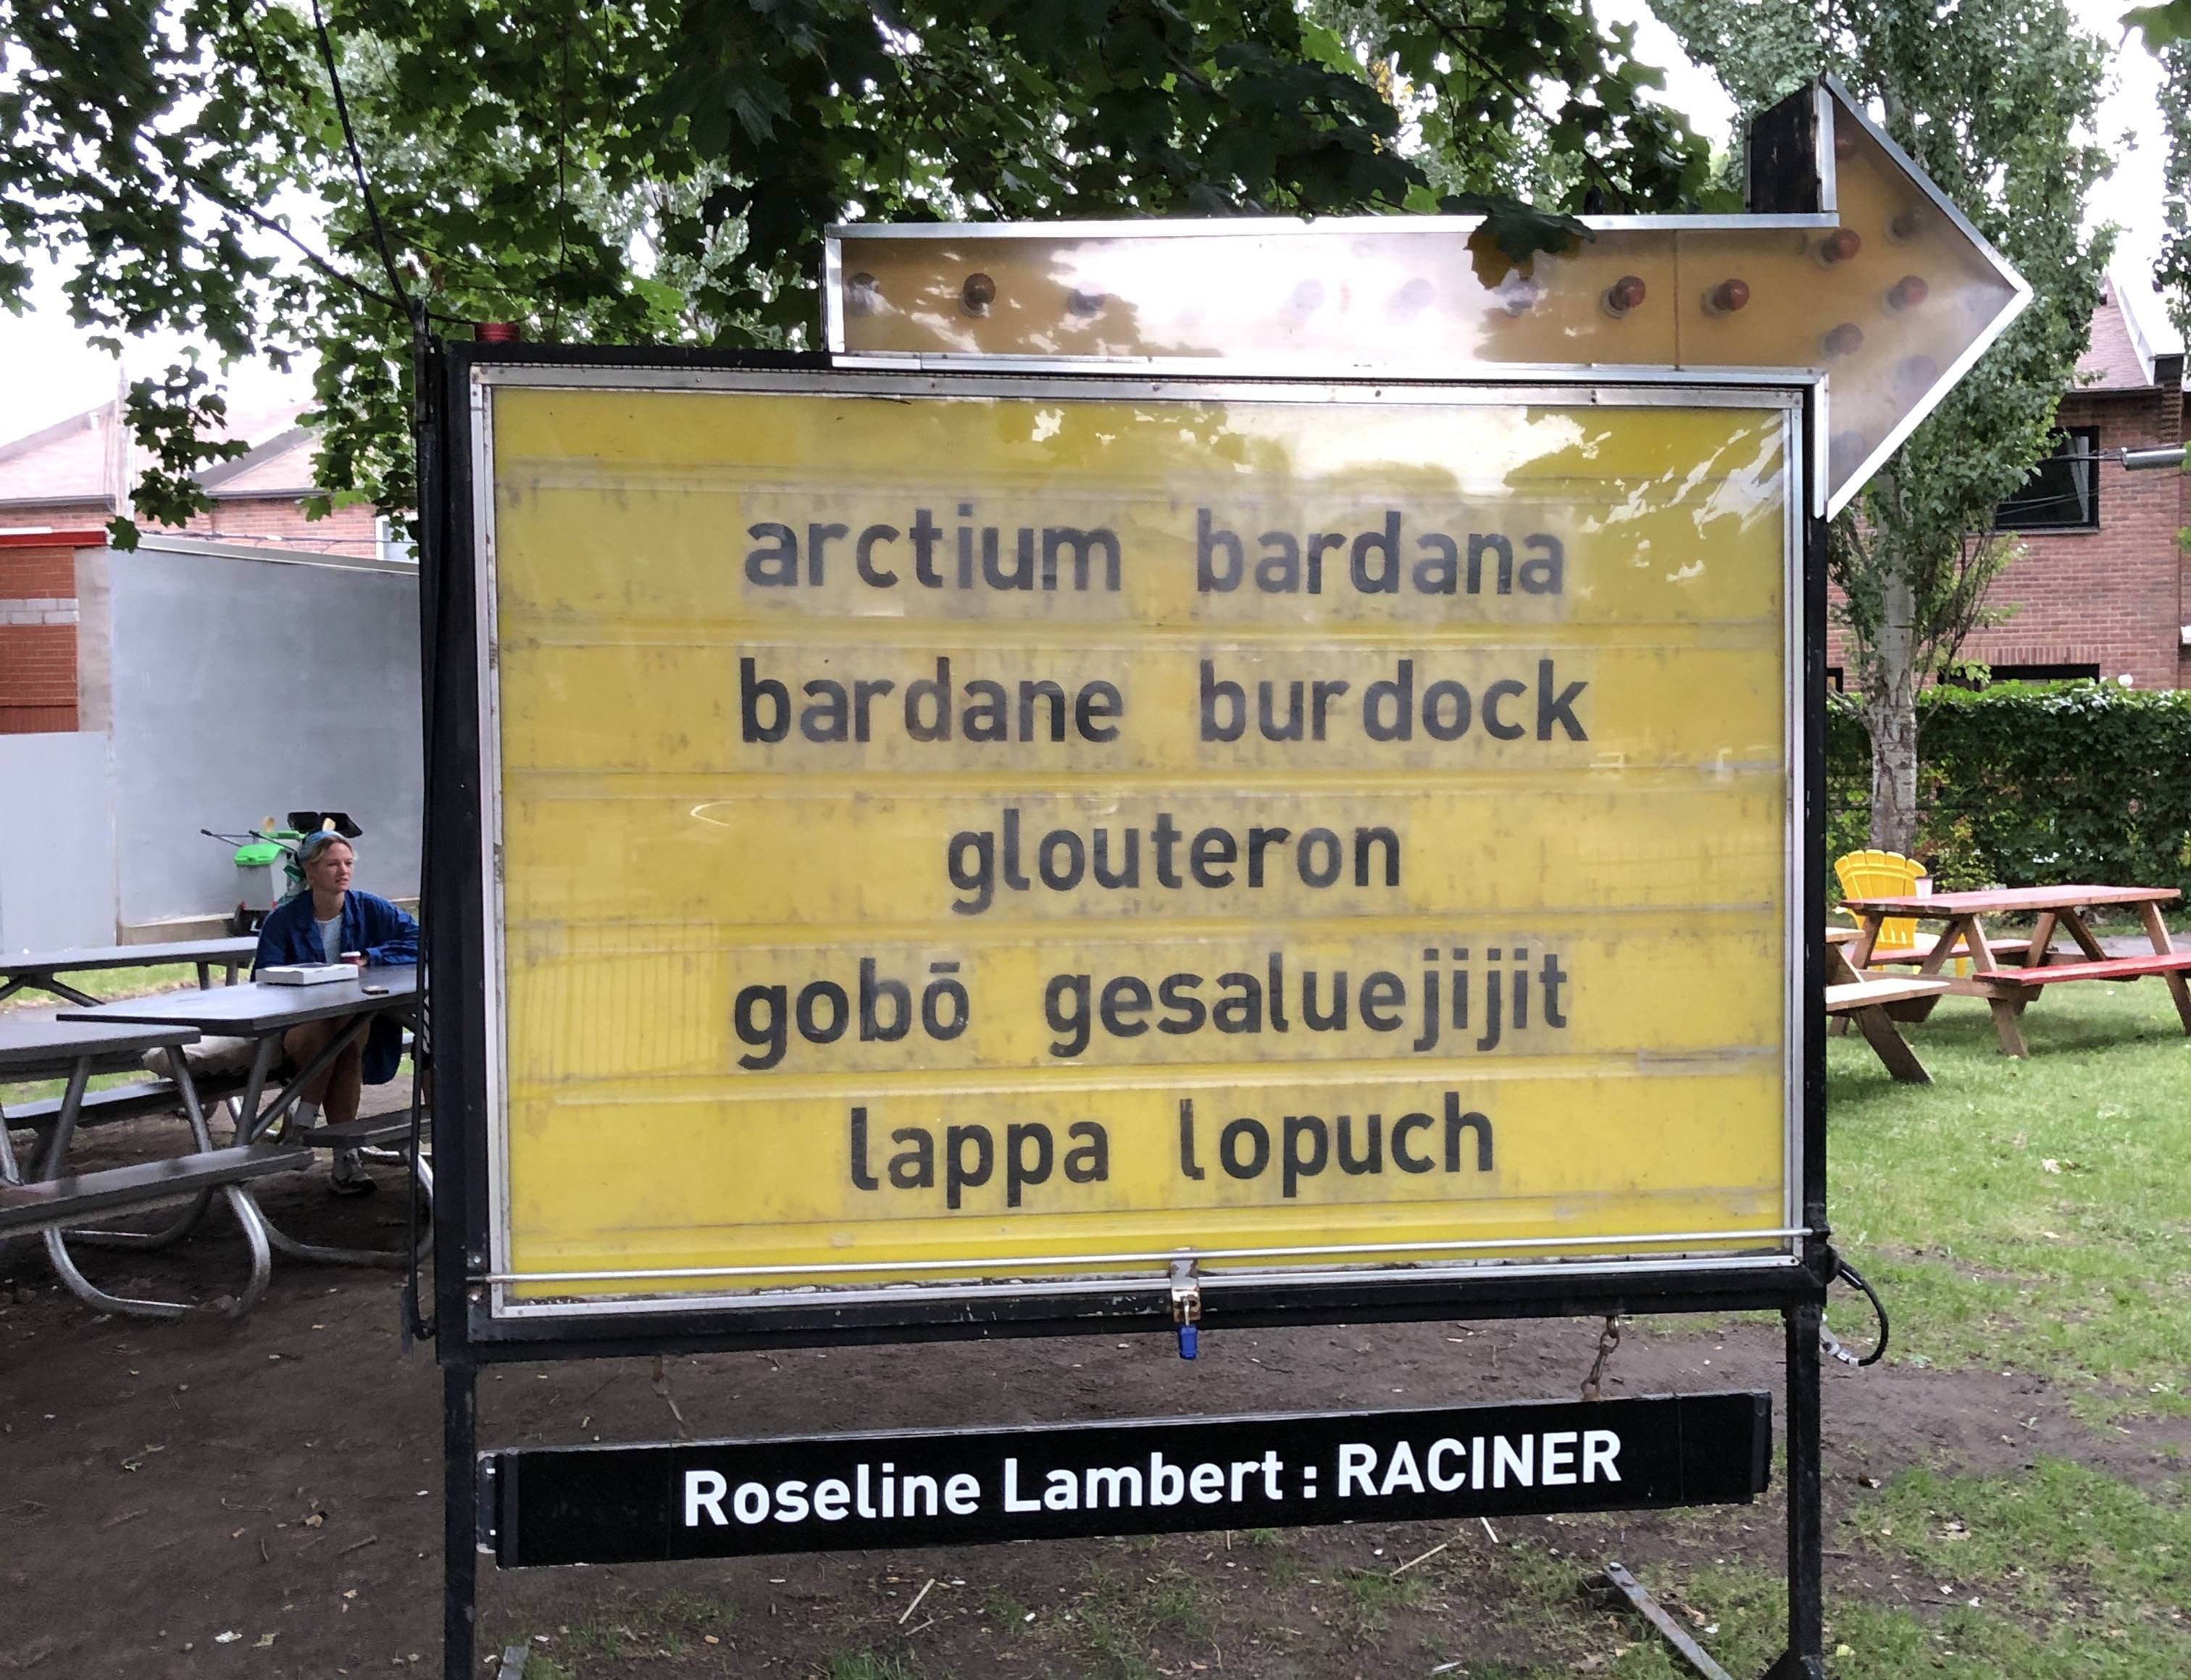 arctium bardana
bardane burdock
glouteron
gobō gesaluejijit
lappa lopuch
Roseline Lambert : RACINER